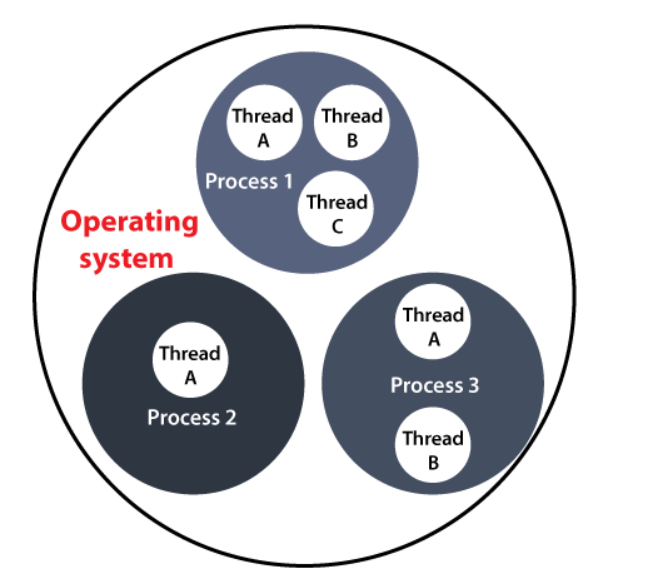 Thread
A
Thread
B
Process 1
Thread
C
Operating
system
Thread
A
Process 2
Thread
A
Process 3
Thread
B